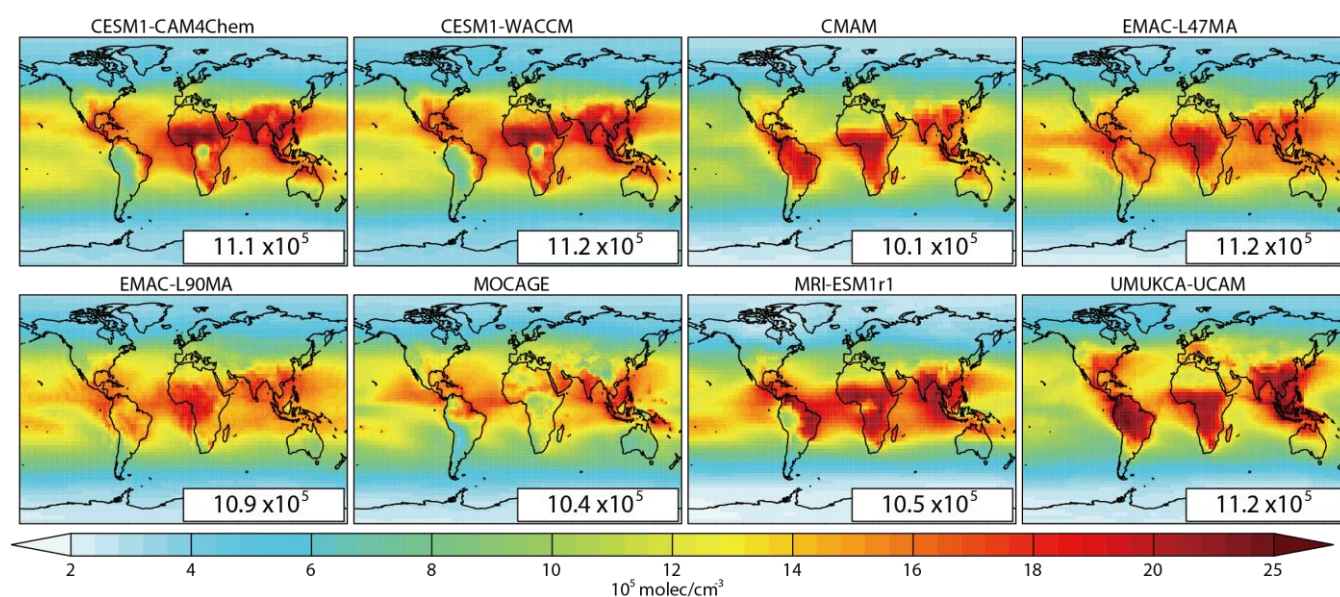 CESM1-CAM4Chem CESM1-WACCM CMAM EMAC-L47MA
11.1 x10⁵ 11.2 x10⁵ 10.1 x10⁵ 11.2 x10⁵
EMAC-L90MA MOCAGE MRI-ESM1r1 UMUKCA-UCAM
10.9 x10⁵ 10.4 x10⁵ 10.5 x10⁵ 11.2 x10⁵
2 4 6 8 10 12 14 16 18 20 25
10⁵ molec/cm⁻³